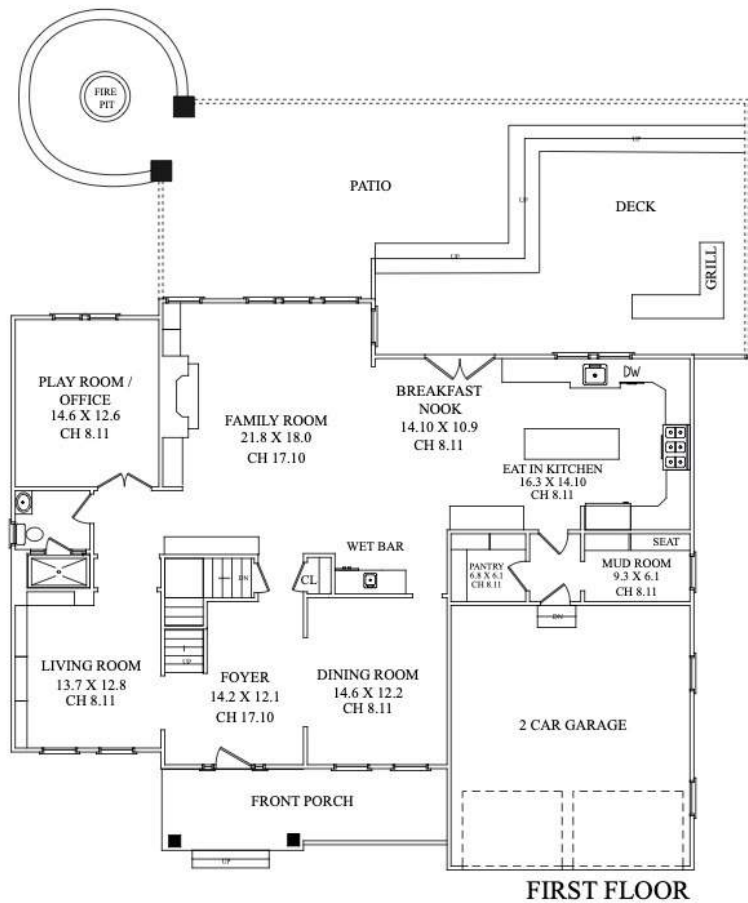 FIRE
PIT
PATIO
UP
UP
UP
DECK
GRILL
PLAY ROOM /
OFFICE
14.6 X 12.6
CH 8.11
FAMILY ROOM
21.8 X 18.0
CH 17.10
BREAKFAST
NOOK
14.10 X 10.9
CH 8.11
DW
EAT IN KITCHEN
16.3 X 14.10
CH 8.11
WET BAR
CL
DN
PANTRY
6.8 X 6.1
CH 8.11
SEAT
MUD ROOM
9.3 X 6.1
CH 8.11
DN
LIVING ROOM
13.7 X 12.8
CH 8.11
UP
FOYER
14.2 X 12.1
CH 17.10
DINING ROOM
14.6 X 12.2
CH 8.11
2 CAR GARAGE
FRONT PORCH
UP
FIRST FLOOR